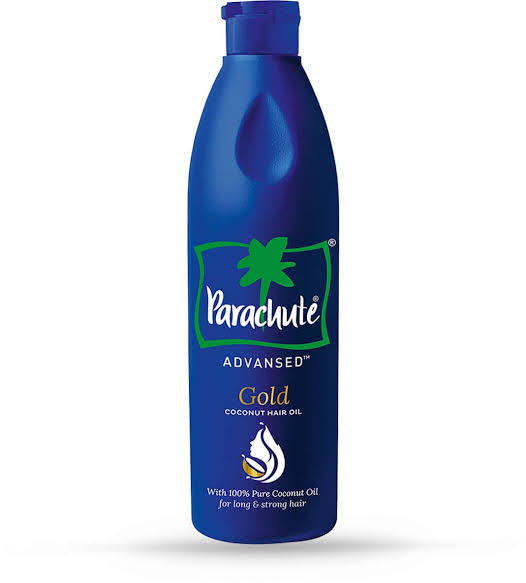 ®
Parachute®
ADVANSED™
Gold
COCONUT HAIR OIL
With 100% Pure Coconut Oil
for long & strong hair